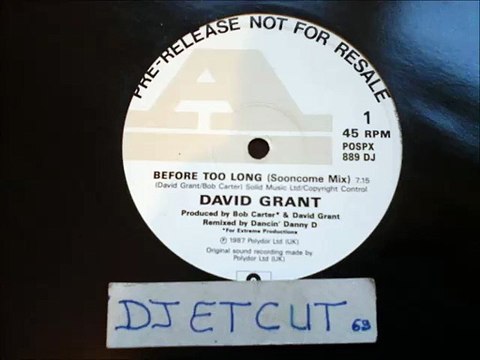 PRE-RELEASE NOT FOR RESALE
A
1
45 RPM
POSPX
889 DJ
BEFORE TOO LONG (Sooncome Mix) 7.15
(David Grant/Bob Carter) Solid Music Ltd/Copyright Control
DAVID GRANT
Produced by Bob Carter* & David Grant
Remixed by Dancin' Danny D
*For Extreme Productions
℗ 1987 Polydor Ltd (UK)
Original sound recording made by
Polydor Ltd (UK)
DJ ETCUT 69